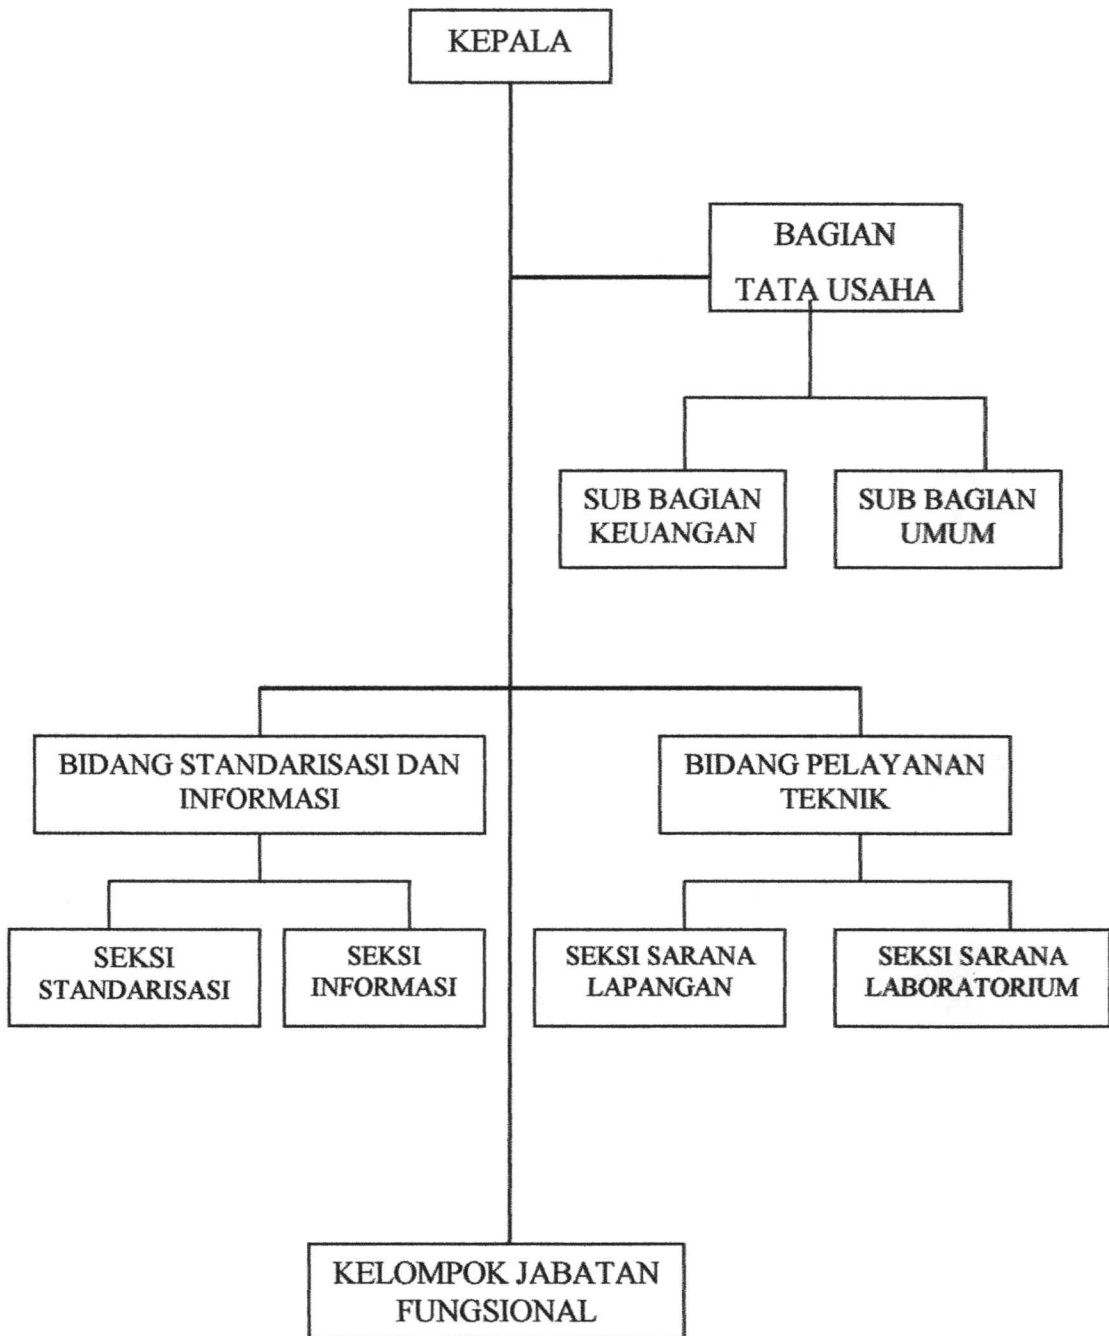 KEPALA
BAGIAN
TATA USAHA
SUB BAGIAN
KEUANGAN
SUB BAGIAN
UMUM
BIDANG STANDARISASI DAN
INFORMASI
BIDANG PELAYANAN
TEKNIK
SEKSI
STANDARISASI
SEKSI
INFORMASI
SEKSI SARANA
LAPANGAN
SEKSI SARANA
LABORATORIUM
KELOMPOK JABATAN
FUNGSIONAL